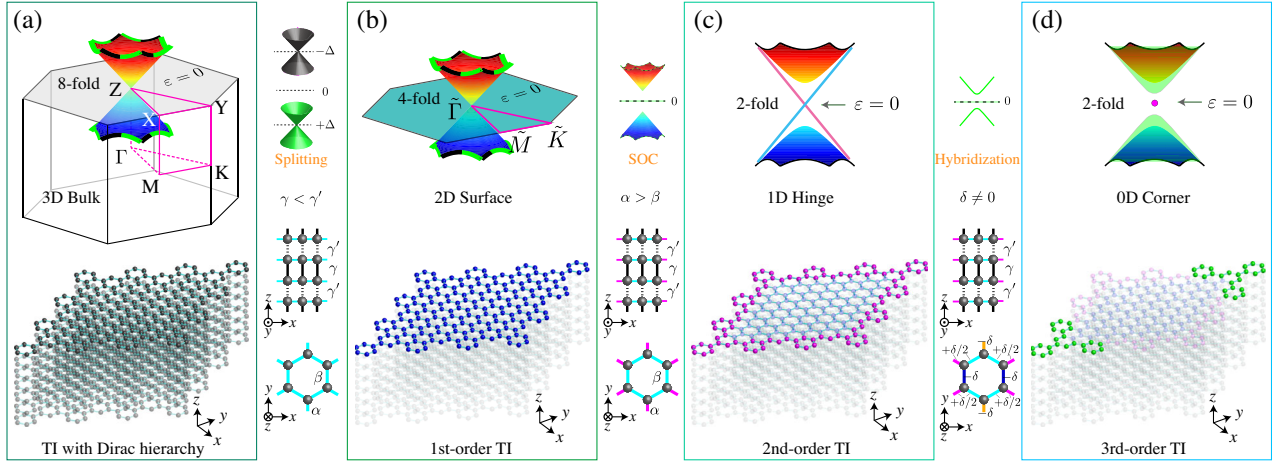 (a)
8-fold
ε = 0
Z
X
Y
Γ
M
K
3D Bulk
z
y
x
TI with Dirac hierarchy
−Δ
0
+Δ
Splitting
γ < γ′
γ′
γ
γ′
z
y
x
β
α
y
z
x
(b)
4-fold
ε = 0
Γ̃
M̃
K̃
2D Surface
z
y
x
1st-order TI
0
SOC
α > β
γ′
γ
γ′
z
y
x
β
α
y
z
x
(c)
2-fold
ε = 0
1D Hinge
z
y
x
2nd-order TI
0
Hybridization
δ ≠ 0
γ′
γ
γ′
z
y
x
−δ
+δ/2 +δ/2
−δ −δ
+δ/2 +δ/2
−δ
y
z
x
(d)
2-fold
ε = 0
0D Corner
z
y
x
3rd-order TI